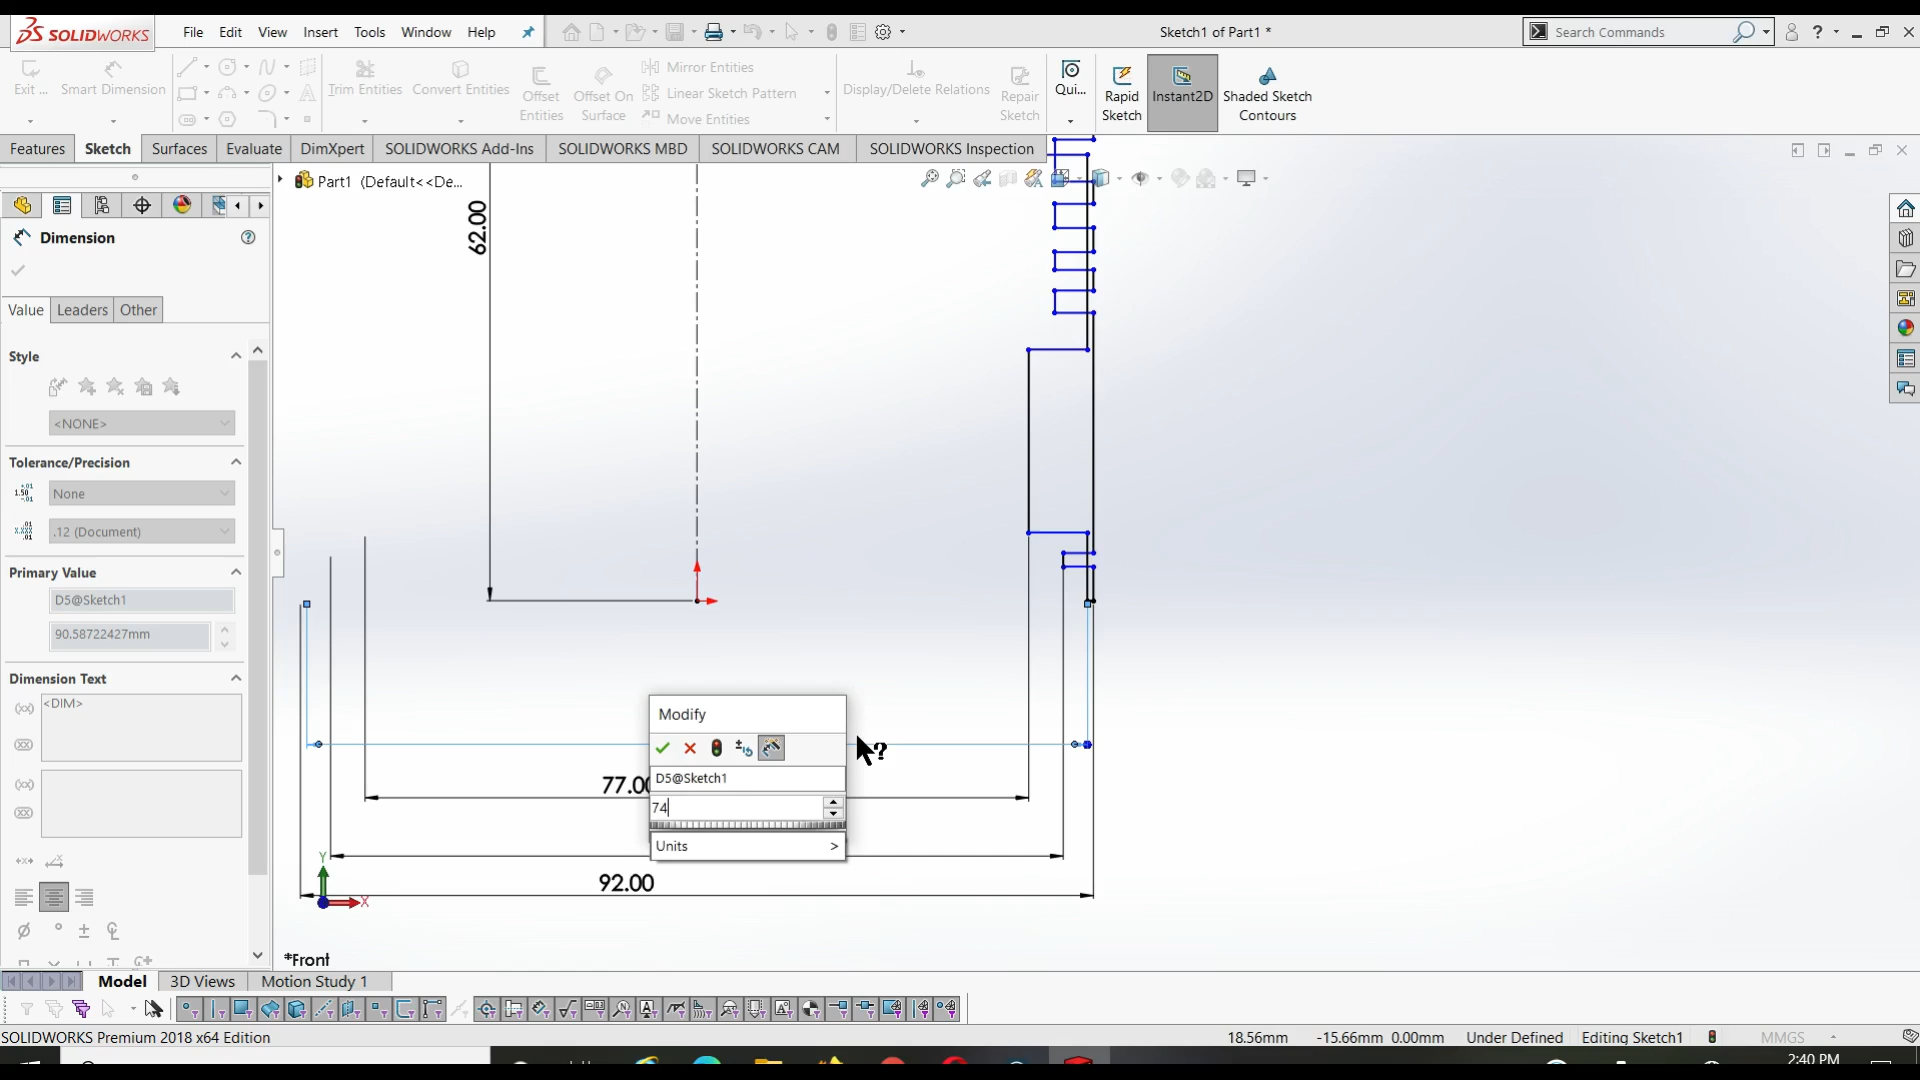 SOLIDWORKS File Edit View Insert Tools Window Help Sketch1 of Part1 * Search Commands ?
Exit ... Smart Dimension Trim Entities Convert Entities Offset Entities Offset On Surface Mirror Entities Linear Sketch Pattern Move Entities Display/Delete Relations Repair Sketch Qui... Rapid Sketch Instant2D Shaded Sketch Contours
Features Sketch Surfaces Evaluate DimXpert SOLIDWORKS Add-Ins SOLIDWORKS MBD SOLIDWORKS CAM SOLIDWORKS Inspection
Part1 (Default<<De...
62.00
Dimension
Value Leaders Other
Style
<NONE>
Tolerance/Precision
None
.12 (Document)
Primary Value
D5@Sketch1
90.58722427mm
Dimension Text
<DIM>
Modify
D5@Sketch1
77.00
74
Units >
92.00
Y
X
*Front
Model 3D Views Motion Study 1
SOLIDWORKS Premium 2018 x64 Edition 18.56mm -15.66mm 0.00mm Under Defined Editing Sketch1 MMGS
2:40 PM